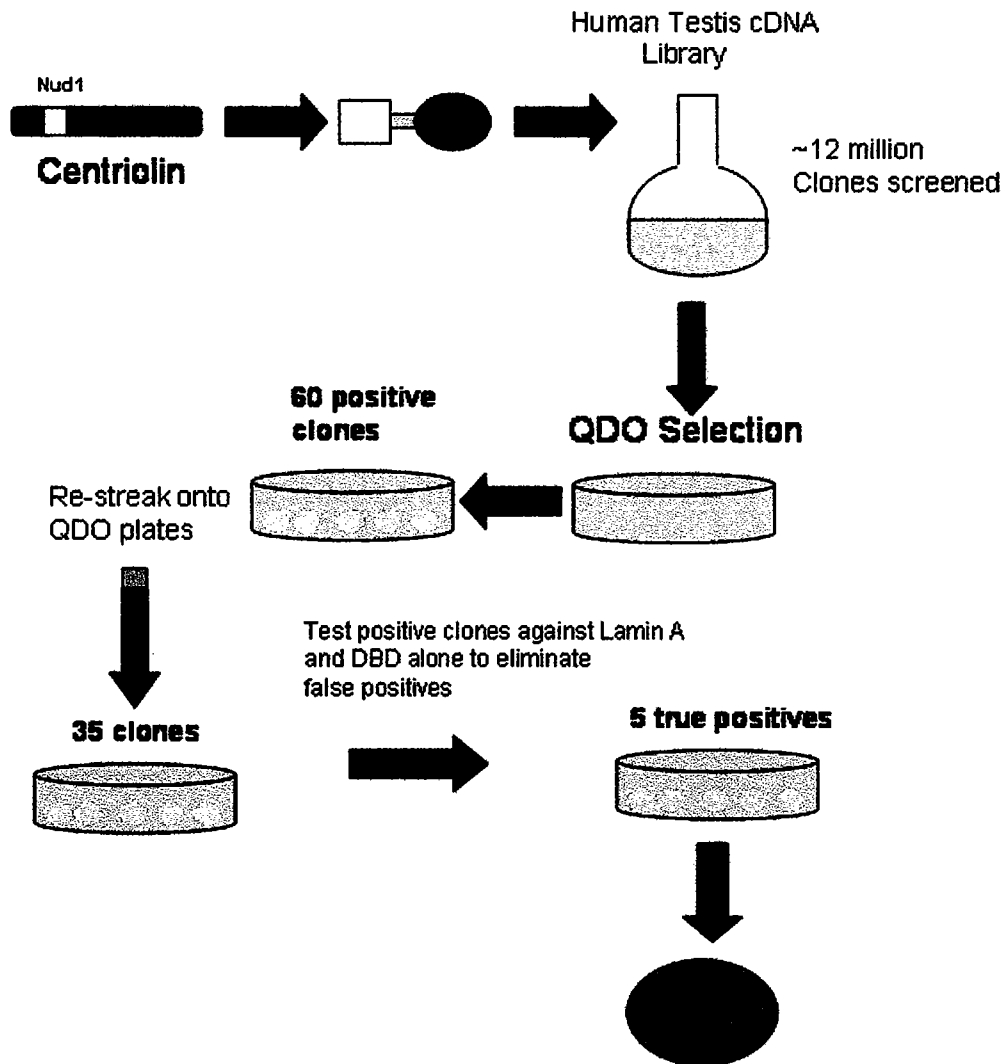 Human Testis cDNA
Library
Nud1
Centriolin
~12 million
Clones screened
QDO Selection
60 positive
clones
Re-streak onto
QDO plates
Test positive clones against Lamin A
and DBD alone to eliminate
false positives
35 clones
5 true positives